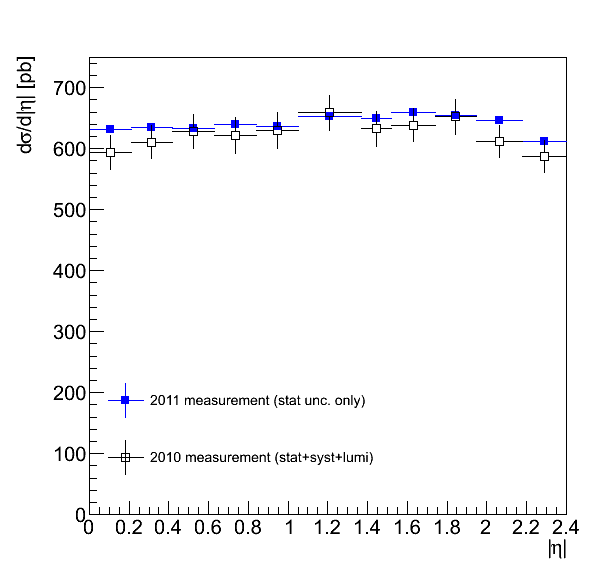 dσ/d|η| [pb]
700
600
500
400
300
200
100
0
2011 measurement (stat unc. only)
2010 measurement (stat+syst+lumi)
0 0.2 0.4 0.6 0.8 1 1.2 1.4 1.6 1.8 2 2.2 2.4
|η|